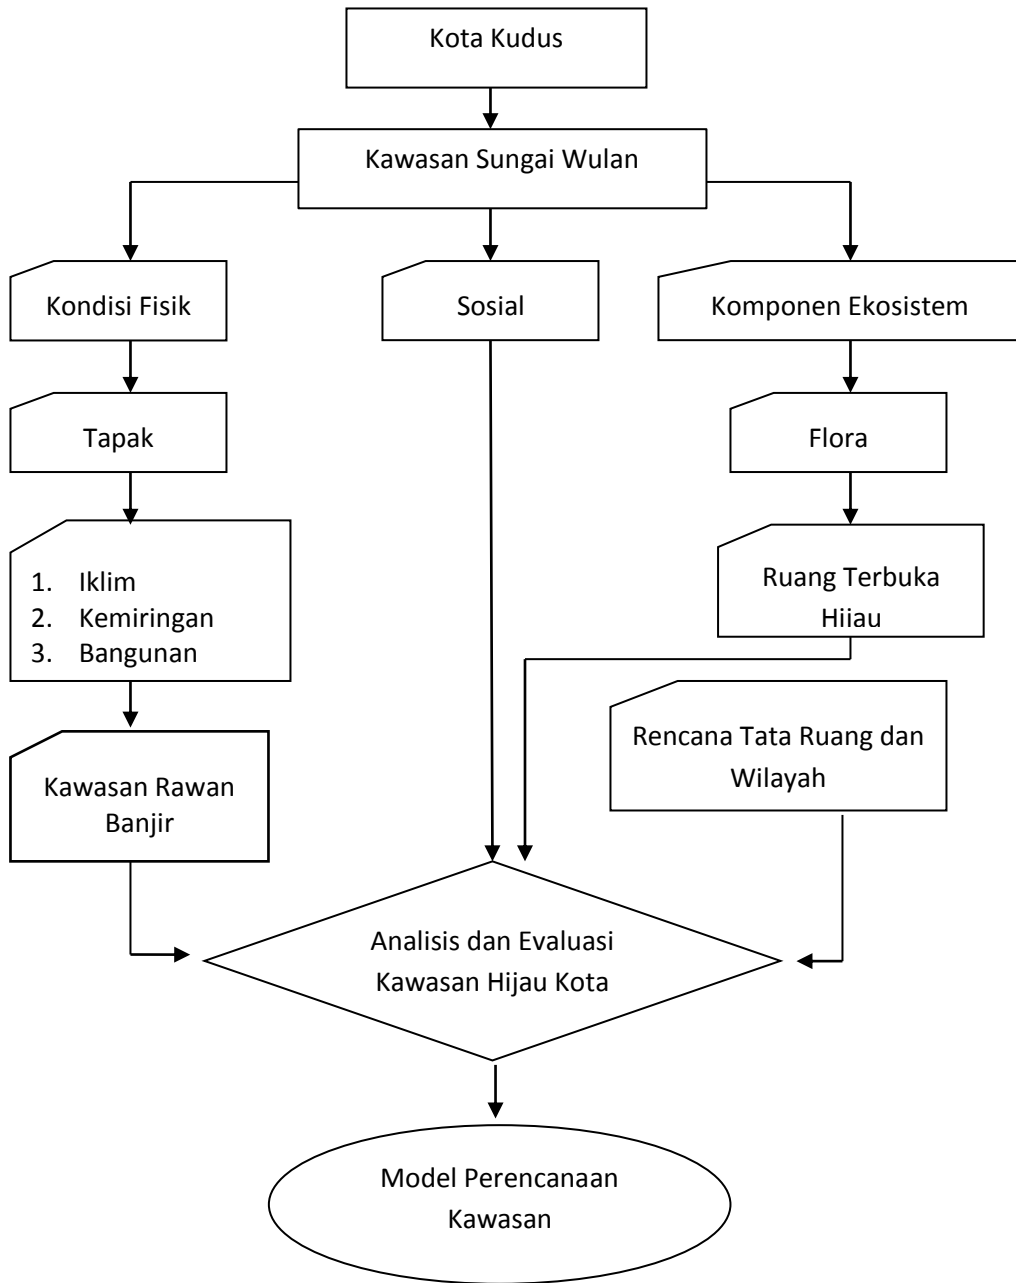 Kota Kudus
Kawasan Sungai Wulan
Kondisi Fisik
Sosial
Komponen Ekosistem
Tapak
Flora
1. Iklim
2. Kemiringan
3. Bangunan
Ruang Terbuka
Hiiau
Kawasan Rawan
Banjir
Rencana Tata Ruang dan
Wilayah
Analisis dan Evaluasi
Kawasan Hijau Kota
Model Perencanaan
Kawasan